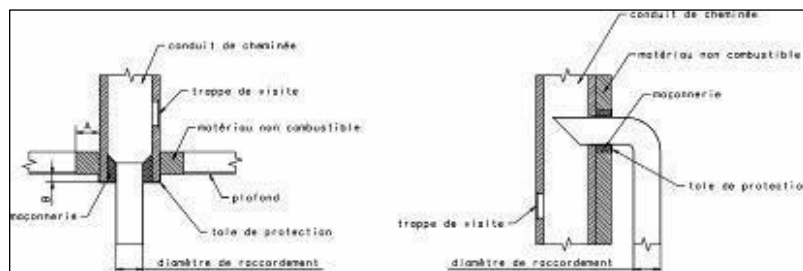 conduit de cheminée
trappe de visite
A
matériau non combustible
B
plafond
maçonnerie
tole de protection
diamètre de raccordement
conduit de cheminée
matériau non combustible
maçonnerie
tole de protection
trappe de visite
diamètre de raccordement